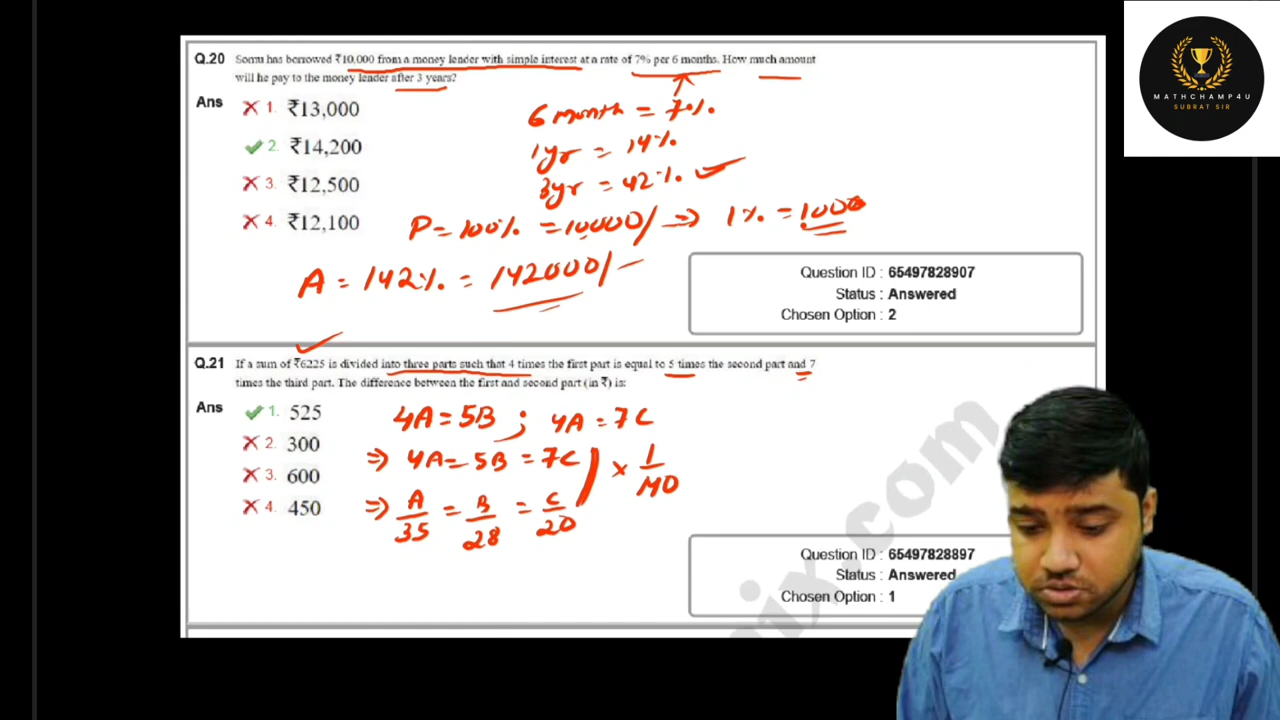 Q.20 Somu has borrowed ₹10,000 from a money lender with simple interest at a rate of 7% per 6 months. How much amount
will he pay to the money lender after 3 years?
Ans 1. ₹13,000
2. ₹14,200
3. ₹12,500
4. ₹12,100
6 month = 7%
1yr = 14%
3yr = 42%
P = 100% = 10000/- ⇒ 1% = 1000
A = 142% = 142000/-
Question ID : 65497828907
Status : Answered
Chosen Option : 2
Q.21 If a sum of ₹6225 is divided into three parts such that 4 times the first part is equal to 5 times the second part and 7
times the third part. The difference between the first and second part (in ₹) is:
Ans 1. 525
2. 300
3. 600
4. 450
4A = 5B ; 4A = 7C
⇒ 4A = 5B = 7C ) × 1/140
⇒ A/35 = B/28 = C/20
Question ID : 65497828897
Status : Answered
Chosen Option : 1
MATHCHAMP4U
SUBRAT SIR
nix.com